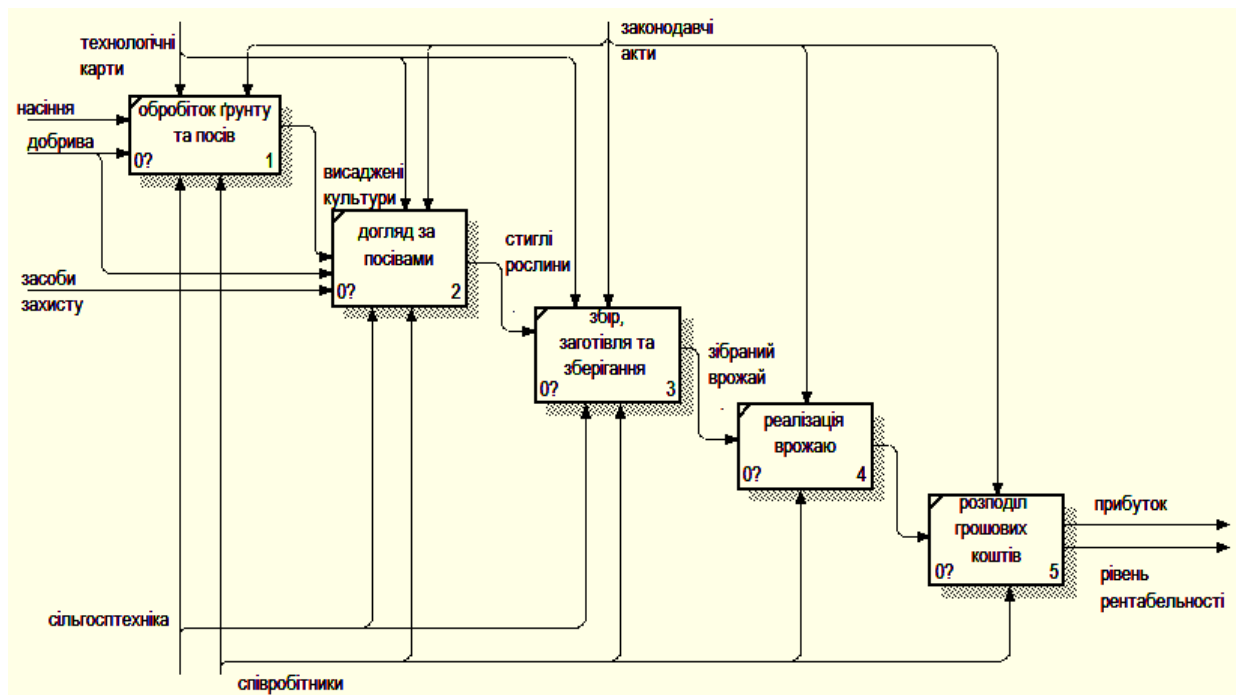 технологічні
карти
законодавчі
акти
насіння
добрива
обробіток ґрунту
та посів
0? 1
висаджені
культури
догляд за
посівами
0? 2
засоби
захисту
стиглі
рослини
збір,
заготівля та
зберігання
0? 3
зібраний
врожай
реалізація
врожаю
0? 4
розподіл
грошових
коштів
0? 5
прибуток
рівень
рентабельності
сільгосптехніка
співробітники